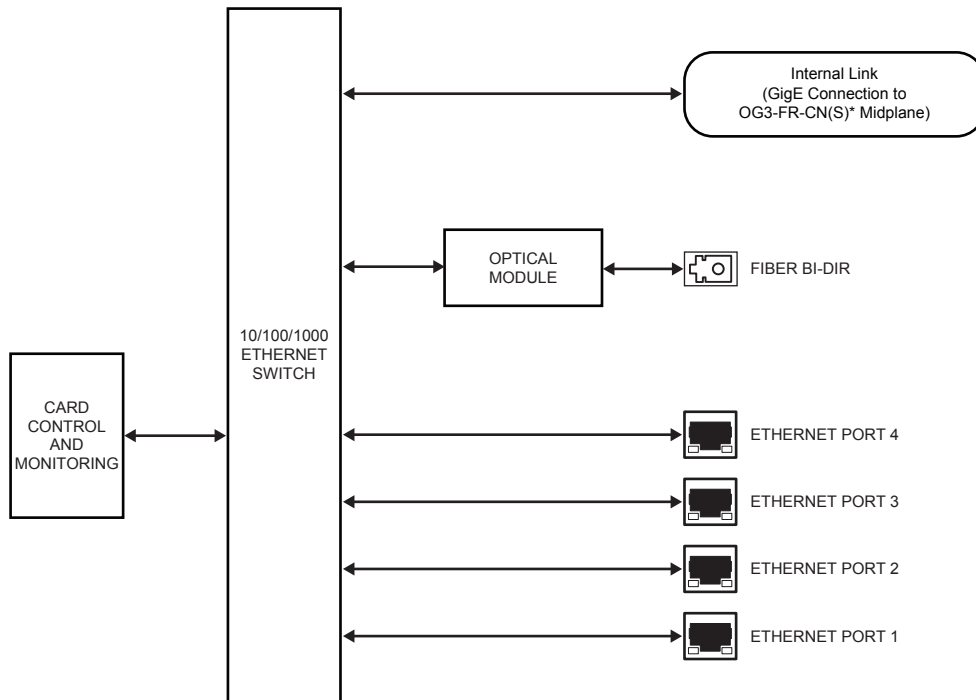 Internal Link
(GigE Connection to
OG3-FR-CN(S)* Midplane)
OPTICAL
MODULE
FIBER BI-DIR
10/100/1000
ETHERNET
SWITCH
CARD
CONTROL
AND
MONITORING
ETHERNET PORT 4
ETHERNET PORT 3
ETHERNET PORT 2
ETHERNET PORT 1